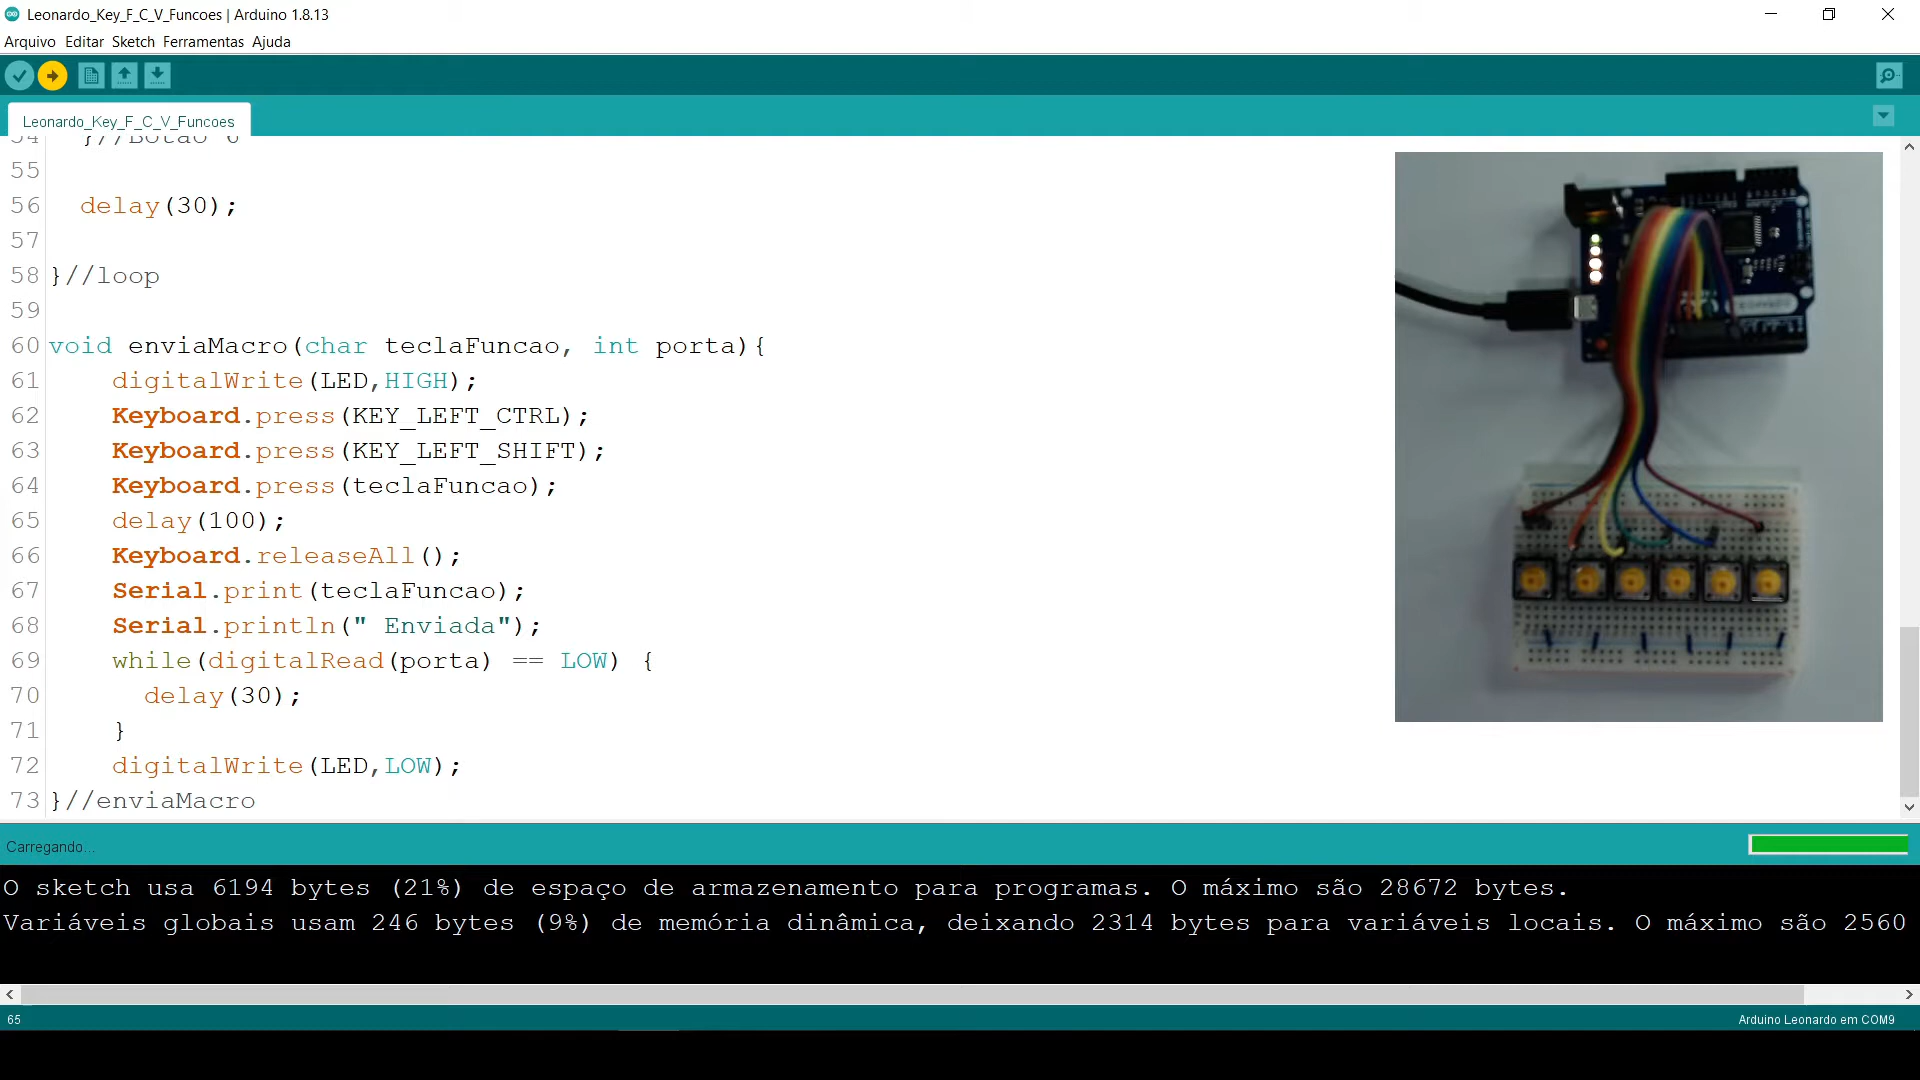 Leonardo_Key_F_C_V_Funcoes | Arduino 1.8.13
Arquivo Editar Sketch Ferramentas Ajuda
Leonardo_Key_F_C_V_Funcoes
54 }//Botao 6
55
56 delay(30);
57
58 }//loop
59
60 void enviaMacro(char teclaFuncao, int porta){
61 digitalWrite(LED,HIGH);
62 Keyboard.press(KEY_LEFT_CTRL);
63 Keyboard.press(KEY_LEFT_SHIFT);
64 Keyboard.press(teclaFuncao);
65 delay(100);
66 Keyboard.releaseAll();
67 Serial.print(teclaFuncao);
68 Serial.println(" Enviada");
69 while(digitalRead(porta) == LOW) {
70 delay(30);
71 }
72 digitalWrite(LED,LOW);
73 }//enviaMacro
Carregando...
O sketch usa 6194 bytes (21%) de espaço de armazenamento para programas. O máximo são 28672 bytes.
Variáveis globais usam 246 bytes (9%) de memória dinâmica, deixando 2314 bytes para variáveis locais. O máximo são 2560
65
Arduino Leonardo em COM9